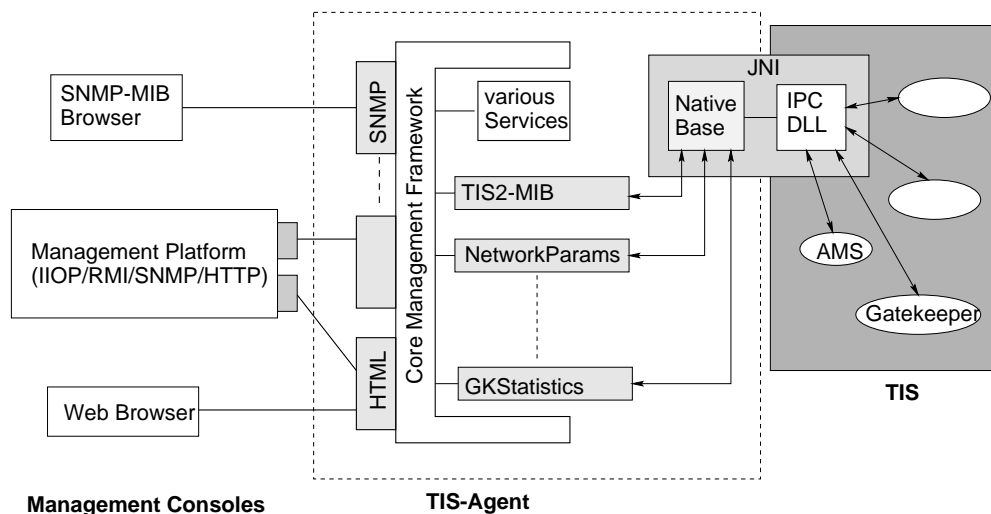 SNMP-MIB
Browser
Management Platform
(IIOP/RMI/SNMP/HTTP)
Web Browser
Management Consoles
SNMP
HTML
Core Management Framework
various
Services
TIS2-MIB
NetworkParams
GKStatistics
TIS-Agent
JNI
Native
Base
IPC
DLL
AMS
Gatekeeper
TIS